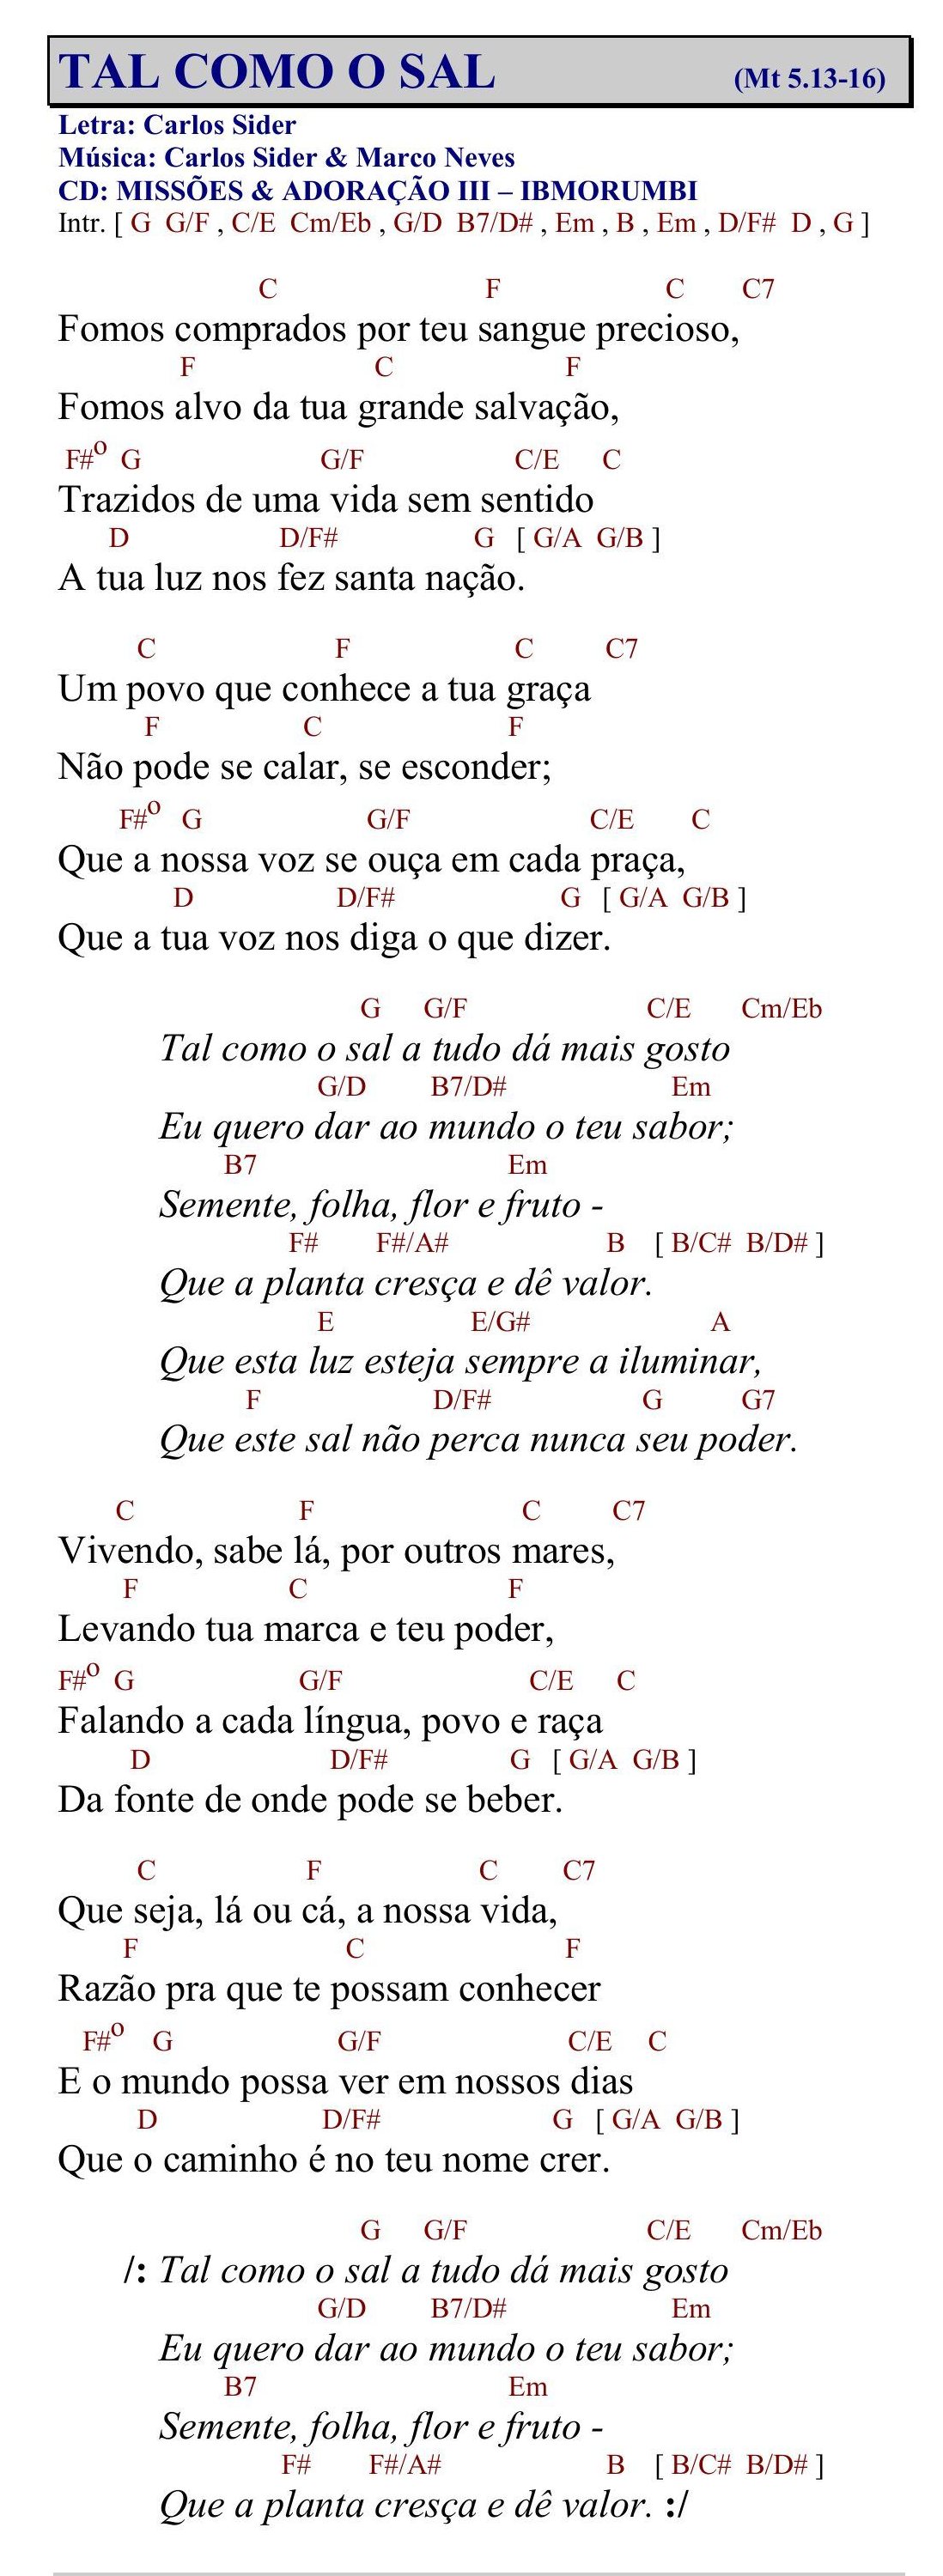 TAL COMO O SAL (Mt 5.13-16)
Letra: Carlos Sider
Música: Carlos Sider & Marco Neves
CD: MISSÕES & ADORAÇÃO III – IBMORUMBI
Intr. [ G G/F , C/E Cm/Eb , G/D B7/D# , Em , B , Em , D/F# D , G ]
C F C C7
Fomos comprados por teu sangue precioso,
F C F
Fomos alvo da tua grande salvação,
F#º G G/F C/E C
Trazidos de uma vida sem sentido
D D/F# G [ G/A G/B ]
A tua luz nos fez santa nação.
C F C C7
Um povo que conhece a tua graça
F C F
Não pode se calar, se esconder;
F#º G G/F C/E C
Que a nossa voz se ouça em cada praça,
D D/F# G [ G/A G/B ]
Que a tua voz nos diga o que dizer.
G G/F C/E Cm/Eb
Tal como o sal a tudo dá mais gosto
G/D B7/D# Em
Eu quero dar ao mundo o teu sabor;
B7 Em
Semente, folha, flor e fruto -
F# F#/A# B [ B/C# B/D# ]
Que a planta cresça e dê valor.
E E/G# A
Que esta luz esteja sempre a iluminar,
F D/F# G G7
Que este sal não perca nunca seu poder.
C F C C7
Vivendo, sabe lá, por outros mares,
F C F
Levando tua marca e teu poder,
F#º G G/F C/E C
Falando a cada língua, povo e raça
D D/F# G [ G/A G/B ]
Da fonte de onde pode se beber.
C F C C7
Que seja, lá ou cá, a nossa vida,
F C F
Razão pra que te possam conhecer
F#º G G/F C/E C
E o mundo possa ver em nossos dias
D D/F# G [ G/A G/B ]
Que o caminho é no teu nome crer.
G G/F C/E Cm/Eb
/: Tal como o sal a tudo dá mais gosto
G/D B7/D# Em
Eu quero dar ao mundo o teu sabor;
B7 Em
Semente, folha, flor e fruto -
F# F#/A# B [ B/C# B/D# ]
Que a planta cresça e dê valor. :/